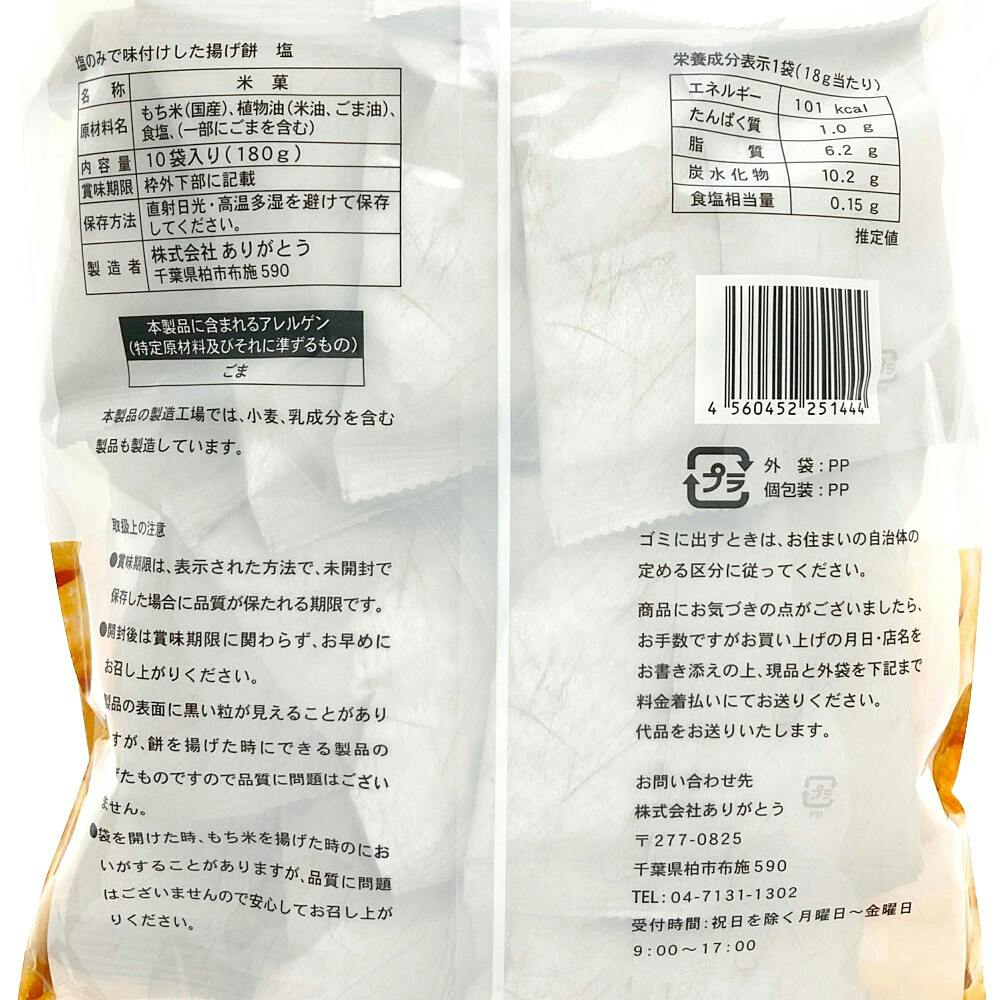 塩のみで味付けした揚げ餅 塩
名称 米菓
原材料名 もち米(国産)、植物油(米油、ごま油)、
食塩、(一部にごまを含む)
内容量 10袋入り(180g)
賞味期限 枠外下部に記載
保存方法 直射日光・高温多湿を避けて保存
してください。
製造者 株式会社 ありがとう
千葉県柏市布施590
本製品に含まれるアレルゲン
(特定原材料及びそれに準ずるもの)
ごま
本製品の製造工場では、小麦、乳成分を含む
製品も製造しています。
取扱上の注意
●賞味期限は、表示された方法で、未開封で
保存した場合に品質が保たれる期限です。
●開封後は賞味期限に関わらず、お早めに
お召し上がりください。
製品の表面に黒い粒が見えることがあり
すが、餅を揚げた時にできる製品の
げたものですので品質に問題はござい
ません。
●袋を開けた時、もち米を揚げた時のにお
いがすることがありますが、品質に問題
はございませんので安心してお召し上が
りください。
栄養成分表示1袋(18g当たり)
エネルギー 101 kcal
たんぱく質 1.0 g
脂質 6.2 g
炭水化物 10.2 g
食塩相当量 0.15 g
推定値
4 560452 251444
プラ 外 袋:PP
個包装:PP
ゴミに出すときは、お住まいの自治体の
定める区分に従ってください。
商品にお気づきの点がございましたら、
お手数ですがお買い上げの月日・店名を
お書き添えの上、現品と外袋を下記まで
料金着払いにてお送りください。
代品をお送りいたします。
お問い合わせ先
株式会社ありがとう
〒277-0825
千葉県柏市布施590
TEL:04-7131-1302
受付時間:祝日を除く月曜日～金曜日
9:00～17:00
プラ
PP
プラ